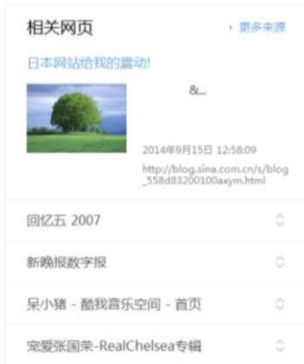 相关网页
更多来源
日本网站给我的震动!
&...
2014年9月15日 12:58:09
http://blog.sina.com.cn/s/blog
_558d83200100axym.html
回忆五 2007
新晚报数字报
呆小猪 - 酷我音乐空间 - 首页
宠爱张国荣-RealChelsea专辑